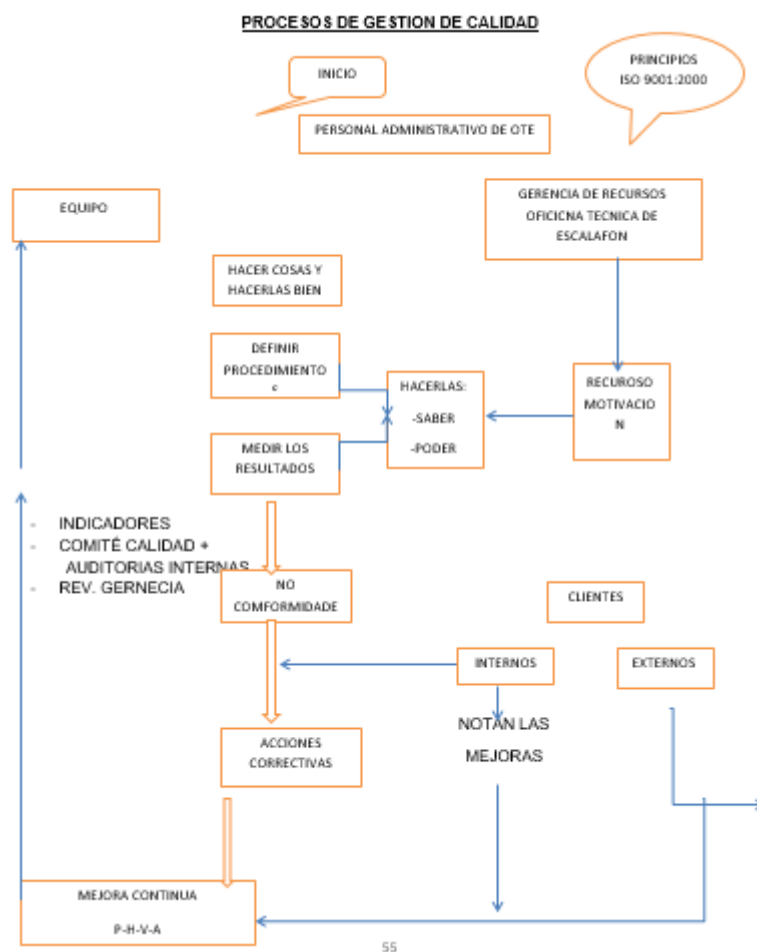 PROCESOS DE GESTION DE CALIDAD
INICIO
PRINCIPIOS
ISO 9001:2000
PERSONAL ADMINISTRATIVO DE OTE
EQUIPO
GERENCIA DE RECURSOS
OFICICNA TECNICA DE
ESCALAFON
HACER COSAS Y
HACERLAS BIEN
DEFINIR
PROCEDIMIENTO
HACERLAS:
-SABER
-PODER
RECUROSO
MOTIVACIO
N
MEDIR LOS
RESULTADOS
- INDICADORES
- COMITÉ CALIDAD +
AUDITORIAS INTERNAS
- REV. GERNECIA
NO
COMFORMIDADE
CLIENTES
INTERNOS
EXTERNOS
NOTAN LAS
MEJORAS
ACCIONES
CORRECTIVAS
MEJORA CONTINUA
P-H-V-A
55